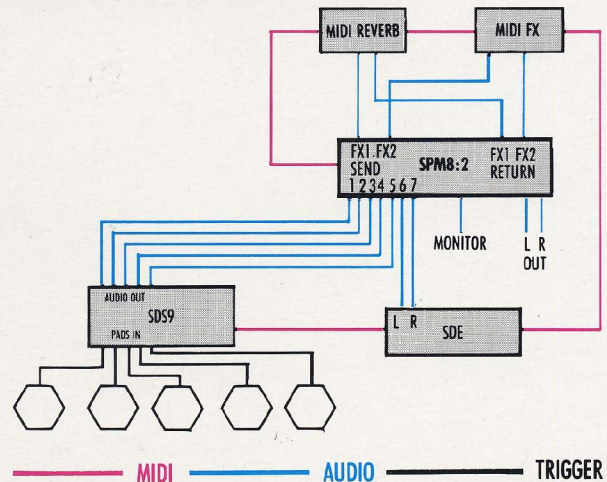 MIDI REVERB
MIDI FX
FX1 FX2
SEND
SPM8:2
FX1 FX2
RETURN
1 2 3 4 5 6 7
MONITOR
L R
OUT
AUDIO OUT
SDS9
PADS IN
L R
SDE
MIDI
AUDIO
TRIGGER